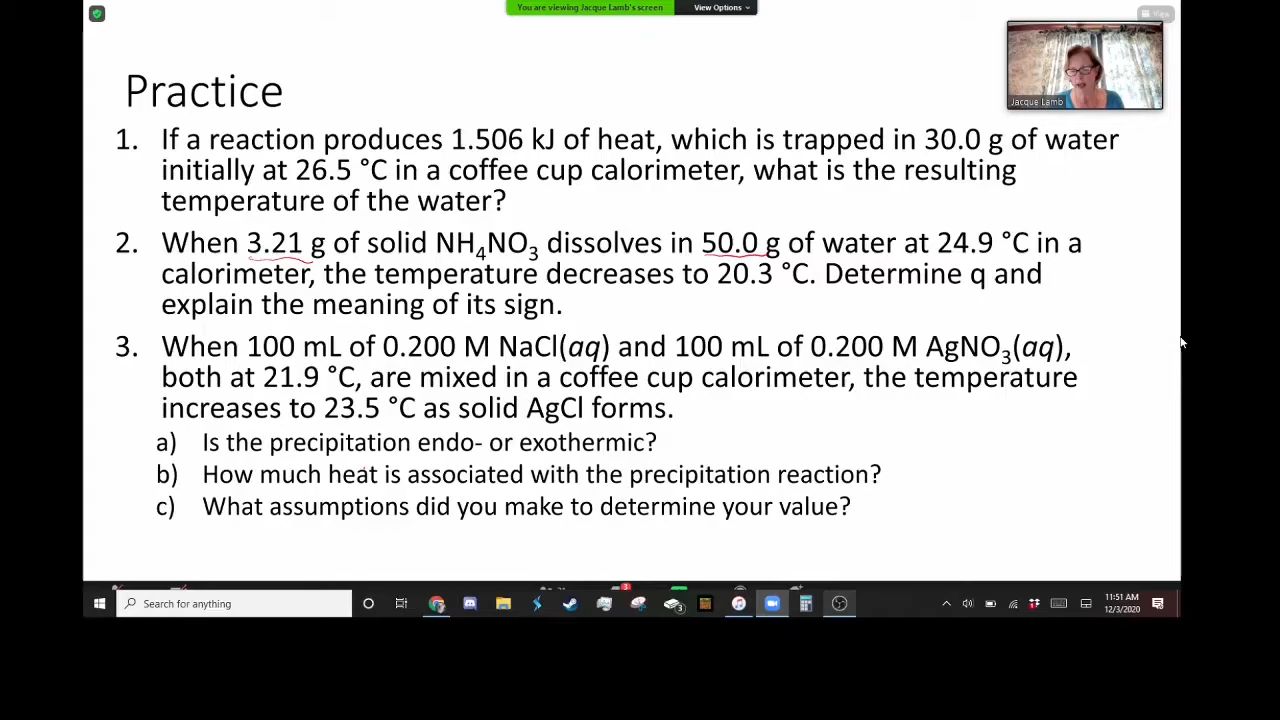 You are viewing Jacque Lamb's screen
View Options
View
Practice
Jacque Lamb
1. If a reaction produces 1.506 kJ of heat, which is trapped in 30.0 g of water
initially at 26.5 °C in a coffee cup calorimeter, what is the resulting
temperature of the water?
2. When 3.21 g of solid NH₄NO₃ dissolves in 50.0 g of water at 24.9 °C in a
calorimeter, the temperature decreases to 20.3 °C. Determine q and
explain the meaning of its sign.
3. When 100 mL of 0.200 M NaCl(aq) and 100 mL of 0.200 M AgNO₃(aq),
both at 21.9 °C, are mixed in a coffee cup calorimeter, the temperature
increases to 23.5 °C as solid AgCl forms.
a) Is the precipitation endo- or exothermic?
b) How much heat is associated with the precipitation reaction?
c) What assumptions did you make to determine your value?
Search for anything
3
3
11:51 AM
12/3/2020